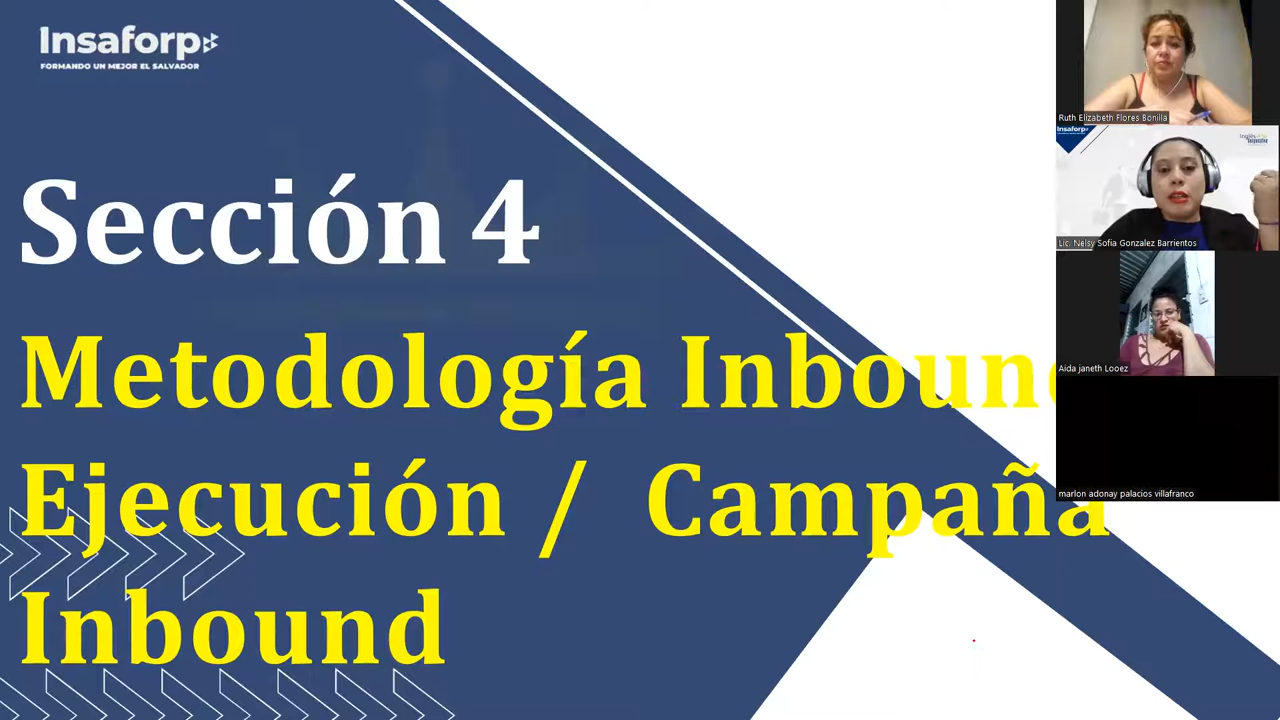 Insaforp
FORMANDO UN MEJOR EL SALVADOR
Sección 4
Metodología Inbound
Ejecución / Campaña
Inbound
Ruth Elizabeth Flores Bonilla
Insaforp
Lic. Nelsy Sofia Gonzalez Barrientos
Aida janeth Looez
marlon adonay palacios villafranco